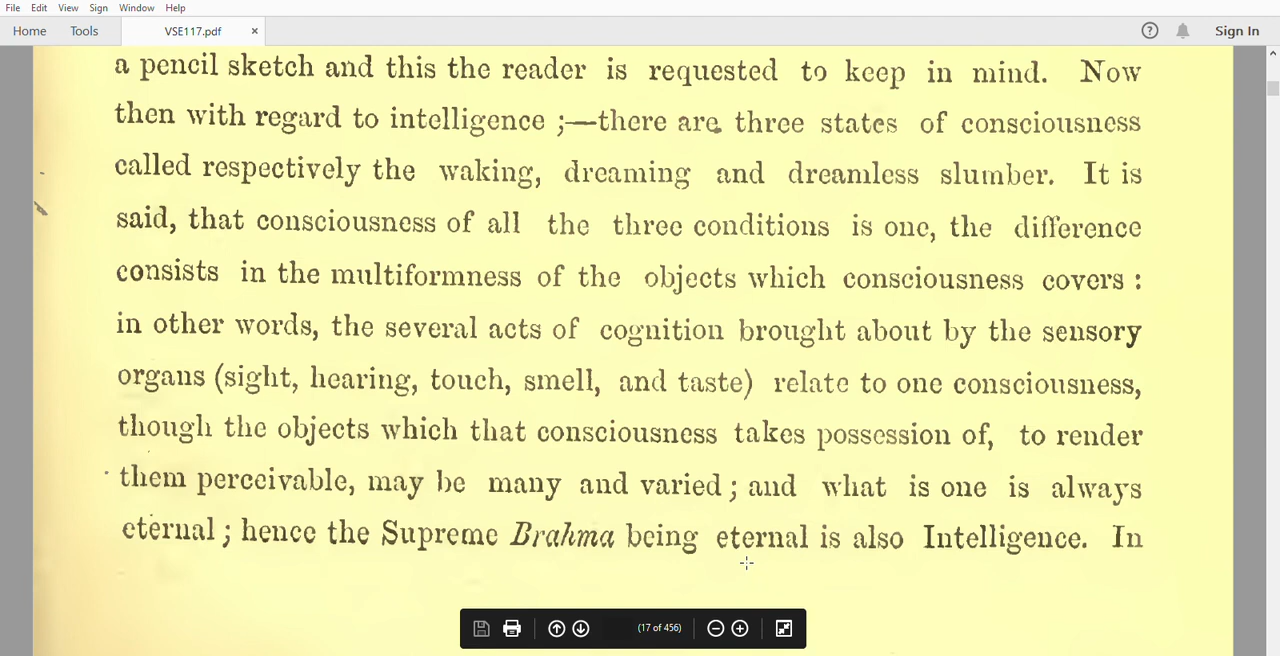 File Edit View Sign Window Help
Home Tools VSE117.pdf × ? Sign In
a pencil sketch and this the reader is requested to keep in mind. Now
then with regard to intelligence ;—there are three states of consciousness
called respectively the waking, dreaming and dreamless slumber. It is
said, that consciousness of all the three conditions is one, the difference
consists in the multiformness of the objects which consciousness covers :
in other words, the several acts of cognition brought about by the sensory
organs (sight, hearing, touch, smell, and taste) relate to one consciousness,
though the objects which that consciousness takes possession of, to render
them perceivable, may be many and varied ; and what is one is always
eternal ; hence the Supreme Brahma being eternal is also Intelligence. In
(17 of 456)